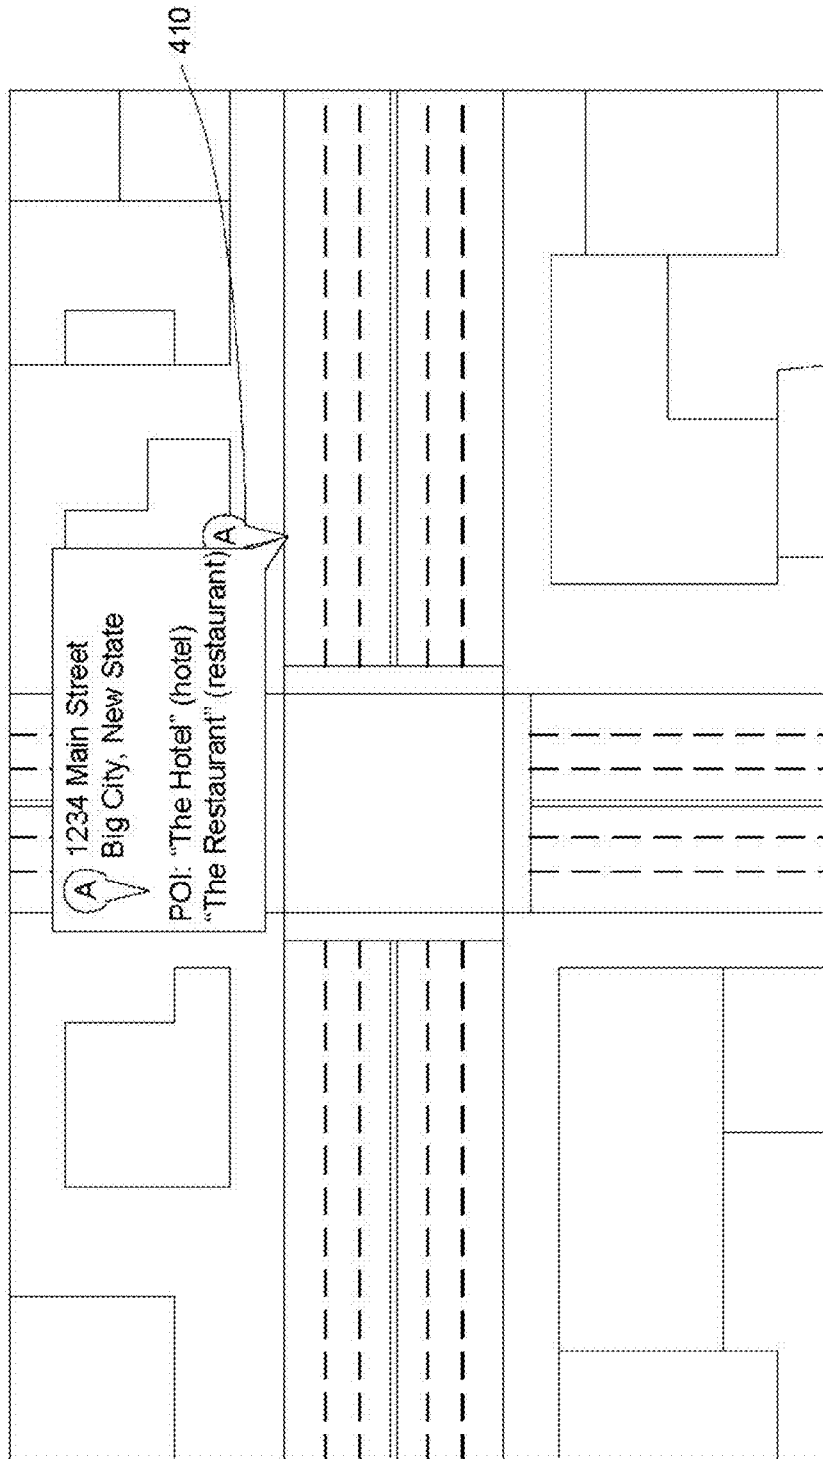 410
A
1234 Main Street
Big City, New State
POI: "The Hotel" (hotel)
"The Restaurant" (restaurant)
A